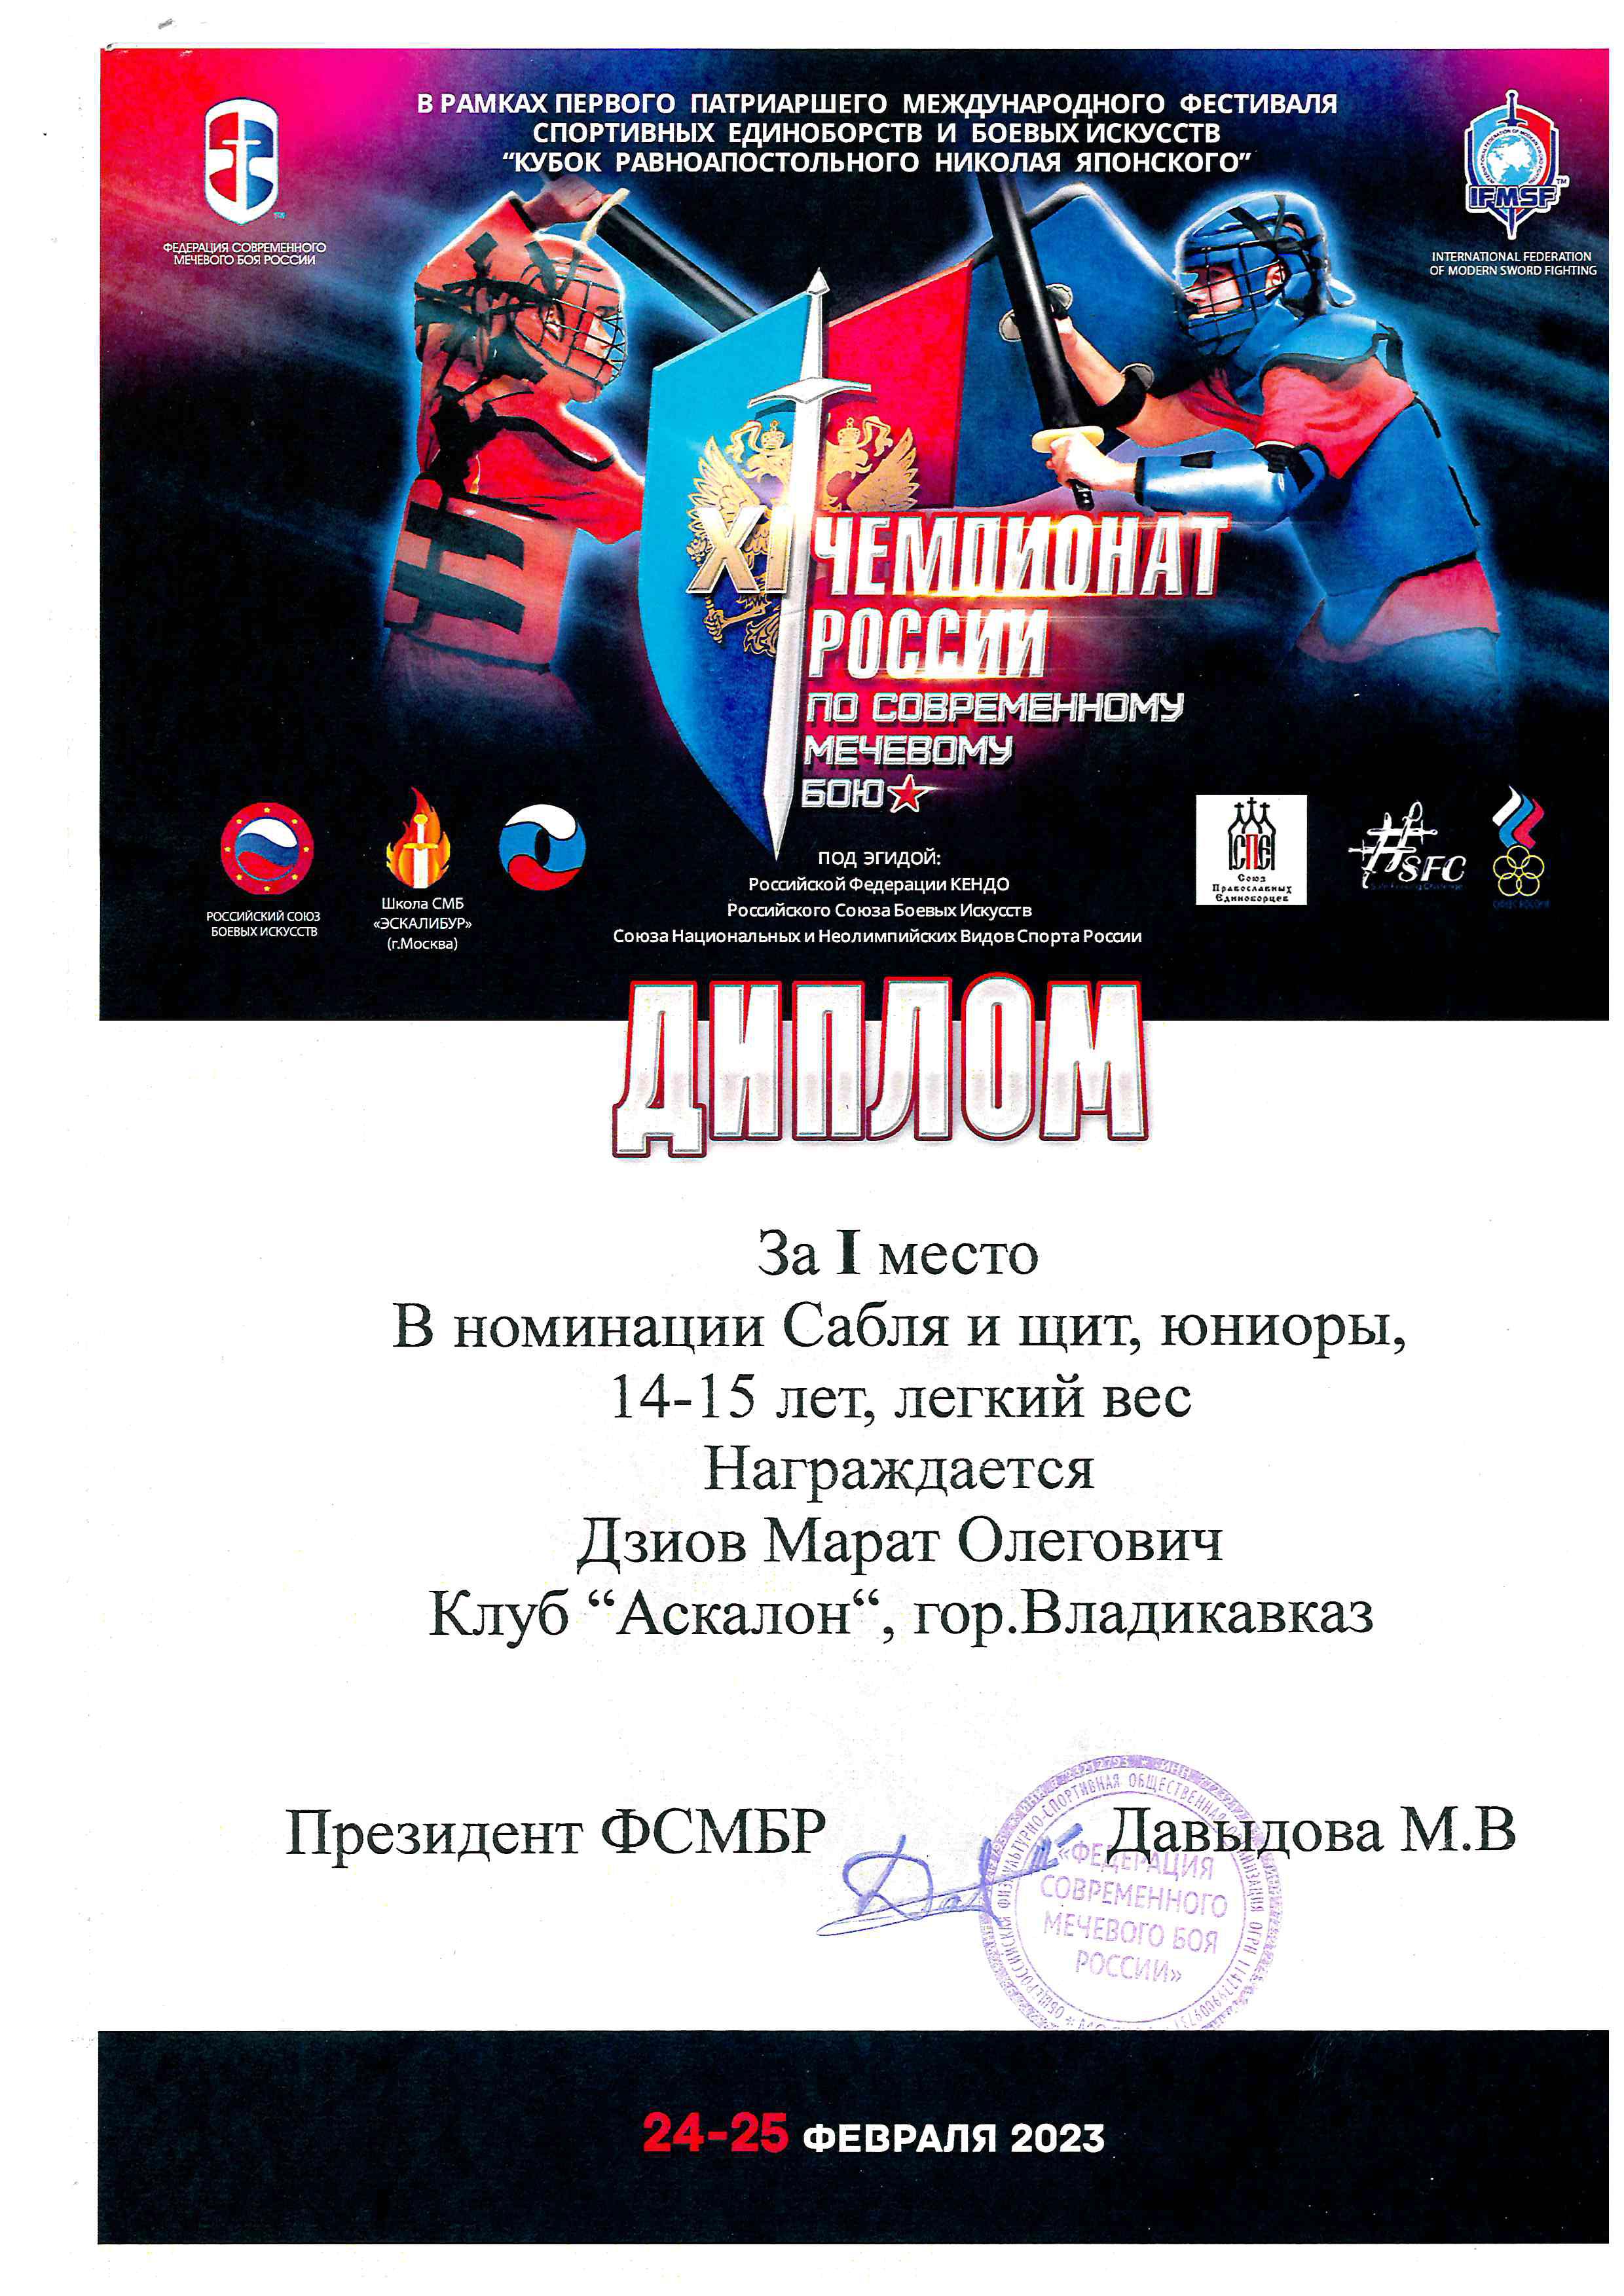 В РАМКАХ ПЕРВОГО ПАТРИАРШЕГО МЕЖДУНАРОДНОГО ФЕСТИВАЛЯ
СПОРТИВНЫХ ЕДИНОБОРСТВ И БОЕВЫХ ИСКУССТВ
“КУБОК РАВНОАПОСТОЛЬНОГО НИКОЛАЯ ЯПОНСКОГО”
ФЕДЕРАЦИЯ СОВРЕМЕННОГО
МЕЧЕВОГО БОЯ РОССИИ
IFMSF
TM
INTERNATIONAL FEDERATION
OF MODERN SWORD FIGHTING
XI ЧЕМПИОНАТ
РОССИИ
ПО СОВРЕМЕННОМУ
МЕЧЕВОМУ
БОЮ
РОССИЙСКИЙ СОЮЗ
БОЕВЫХ ИСКУССТВ
Школа СМБ
«ЭСКАЛИБУР»
(г.Москва)
ПОД ЭГИДОЙ:
Российской Федерации КЕНДО
Российского Союза Боевых Искусств
Союза Национальных и Неолимпийских Видов Спорта России
СПЕ
Союз
Православных
Единоборцев
SFC
ДИПЛОМ
За I место
В номинации Сабля и щит, юниоры,
14-15 лет, легкий вес
Награждается
Дзиов Марат Олегович
Клуб “Аскалон“, гор.Владикавказ
Президент ФСМБР
Давыдова М.В
«ФЕДЕРАЦИЯ
СОВРЕМЕННОГО
МЕЧЕВОГО БОЯ
РОССИИ»
24-25 ФЕВРАЛЯ 2023